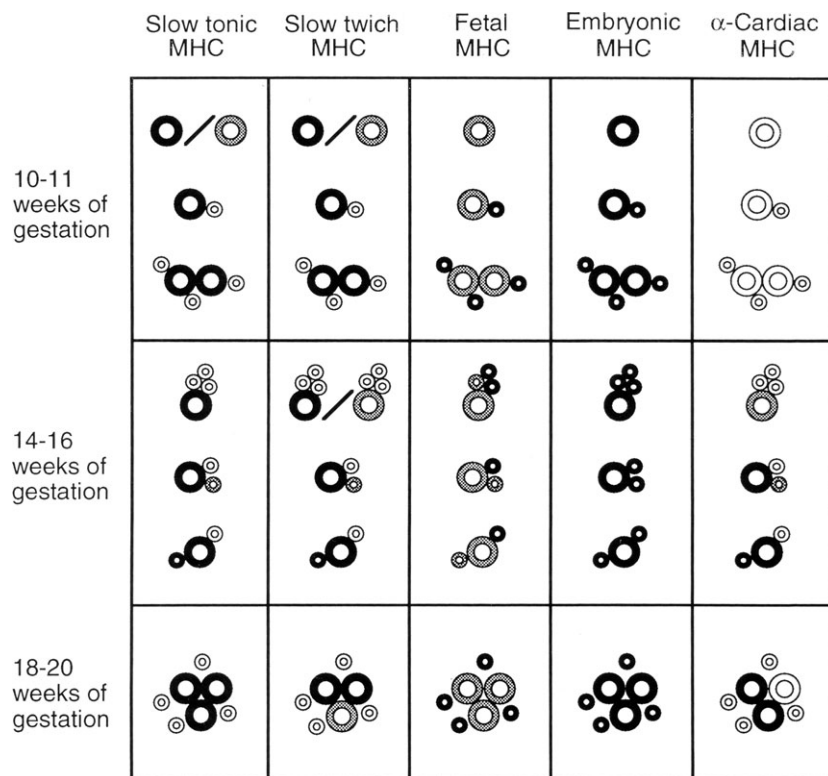 Slow tonic MHC
Slow twich MHC
Fetal MHC
Embryonic MHC
α-Cardiac MHC
10-11
weeks of
gestation
14-16
weeks of
gestation
18-20
weeks of
gestation